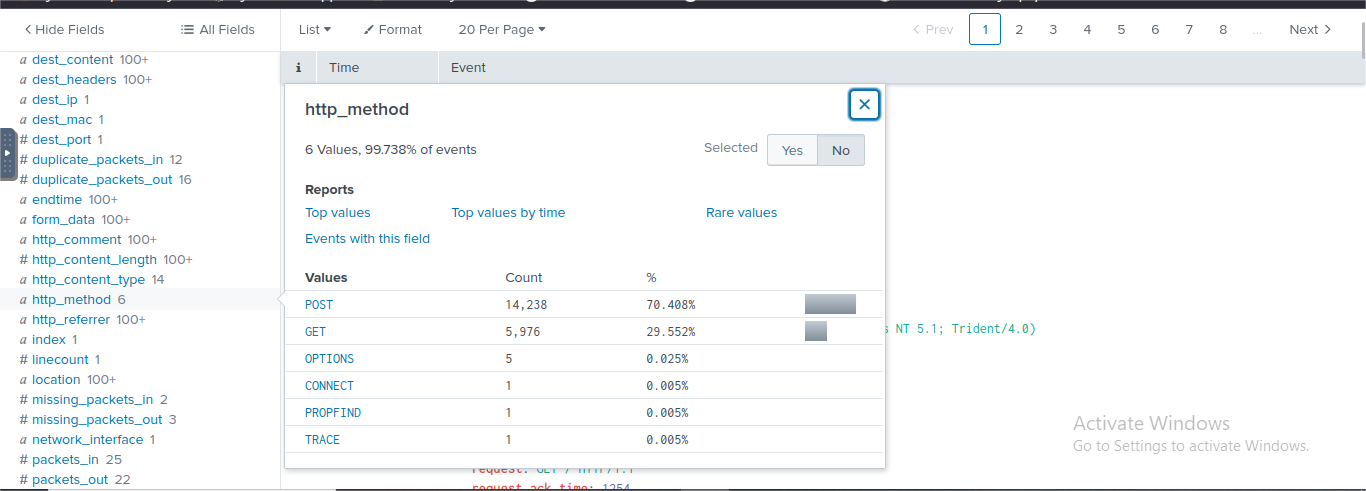 Hide Fields All Fields List Format 20 Per Page Prev 1 2 3 4 5 6 7 8 ... Next
i Time Event
a dest_content 100+
a dest_headers 100+
a dest_ip 1
a dest_mac 1
# dest_port 1
# duplicate_packets_in 12
# duplicate_packets_out 16
a endtime 100+
a form_data 100+
a http_comment 100+
# http_content_length 100+
a http_content_type 14
a http_method 6
a http_referrer 100+
a index 1
# linecount 1
a location 100+
# missing_packets_in 2
# missing_packets_out 3
a network_interface 1
# packets_in 25
# packets_out 22
http_method
6 Values, 99.738% of events
Selected Yes No
Reports
Top values Top values by time Rare values
Events with this field
Values Count %
POST 14,238 70.408%
GET 5,976 29.552%
OPTIONS 5 0.025%
CONNECT 1 0.005%
PROPFIND 1 0.005%
TRACE 1 0.005%
s NT 5.1; Trident/4.0)
request: GET / HTTP/1.1
request_ack_time: 1254
Activate Windows
Go to Settings to activate Windows.